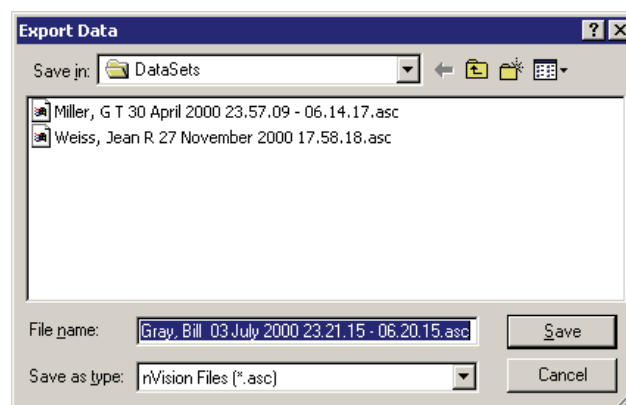 Export Data
Save in: DataSets
Miller, G T 30 April 2000 23.57.09 - 06.14.17.asc
Weiss, Jean R 27 November 2000 17.58.18.asc
File name: Gray, Bill 03 July 2000 23.21.15 - 06.20.15.asc Save
Save as type: nVision Files (*.asc) Cancel